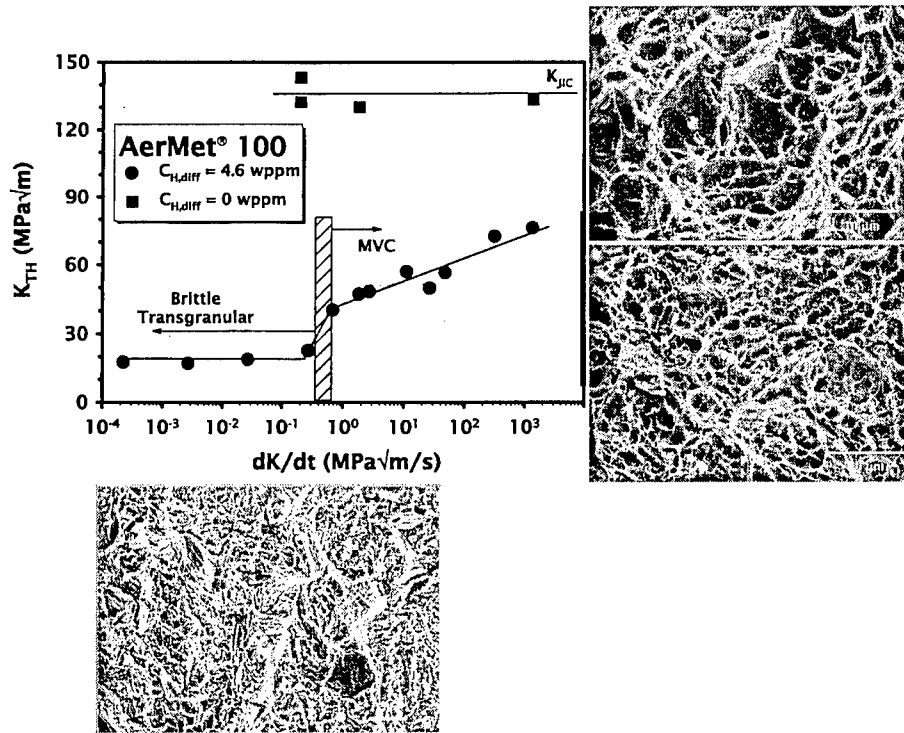 150
120
90
60
30
0
K_TH (MPa√m)
K_JIC
AerMet® 100
● C_H,diff = 4.6 wppm
■ C_H,diff = 0 wppm
MVC
Brittle
Transgranular
10⁻⁴ 10⁻³ 10⁻² 10⁻¹ 10⁰ 10¹ 10² 10³
dK/dt (MPa√m/s)